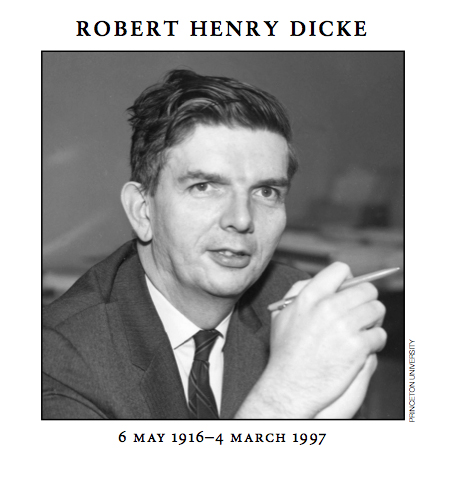 ROBERT HENRY DICKE
PRINCETON UNIVERSITY
6 MAY 1916–4 MARCH 1997